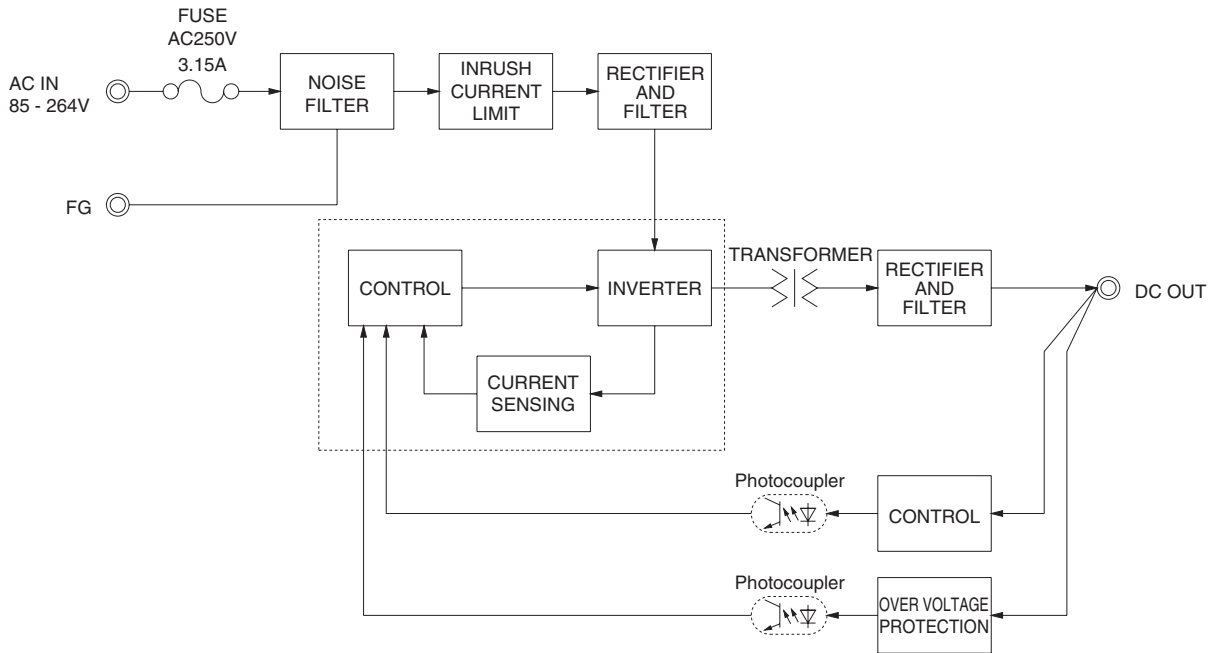 FUSE
AC250V
3.15A
AC IN
85 - 264V
NOISE
FILTER
INRUSH
CURRENT
LIMIT
RECTIFIER
AND
FILTER
FG
CONTROL
INVERTER
TRANSFORMER
RECTIFIER
AND
FILTER
DC OUT
CURRENT
SENSING
Photocoupler
CONTROL
Photocoupler
OVER VOLTAGE
PROTECTION